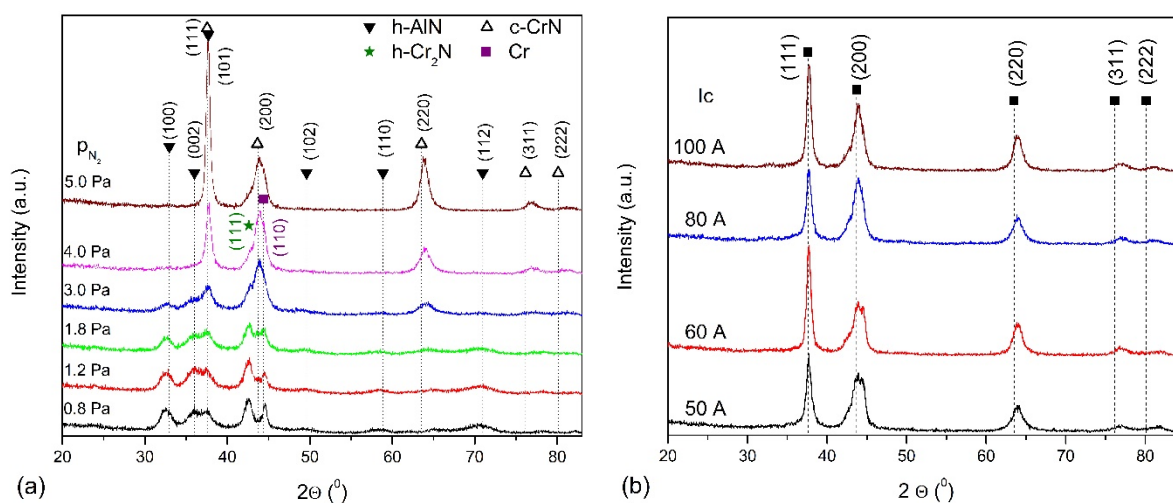 ▼ h-AlN △ c-CrN
★ h-Cr₂N ■ Cr
(111)
(101)
(100)
(002)
(200)
(102)
(110)
(220)
(112)
(311)
(222)
p_N₂
5.0 Pa
(111)
(110)
4.0 Pa
3.0 Pa
1.8 Pa
1.2 Pa
0.8 Pa
Intensity (a.u.)
20 30 40 50 60 70 80
(a)
2Θ (⁰)
(111)
(200)
(220)
(311)
(222)
Ic
100 A
80 A
60 A
50 A
Intensity (a.u.)
20 30 40 50 60 70 80
(b)
2 Θ (⁰)